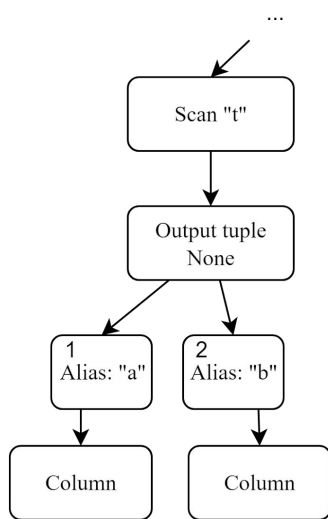 ...
Scan "t"
Output tuple
None
1
Alias: "a"
2
Alias: "b"
Column
Column